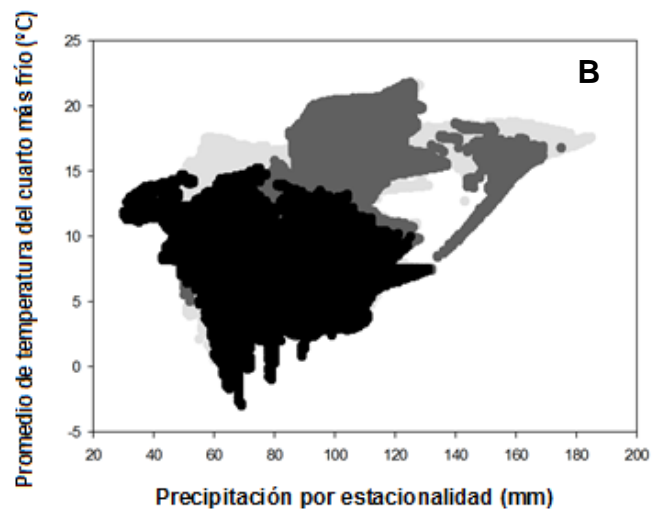 Promedio de temperatura del cuarto más frío (°C)
B
25
20
15
10
5
0
-5
20 40 60 80 100 120 140 160 180 200
Precipitación por estacionalidad (mm)